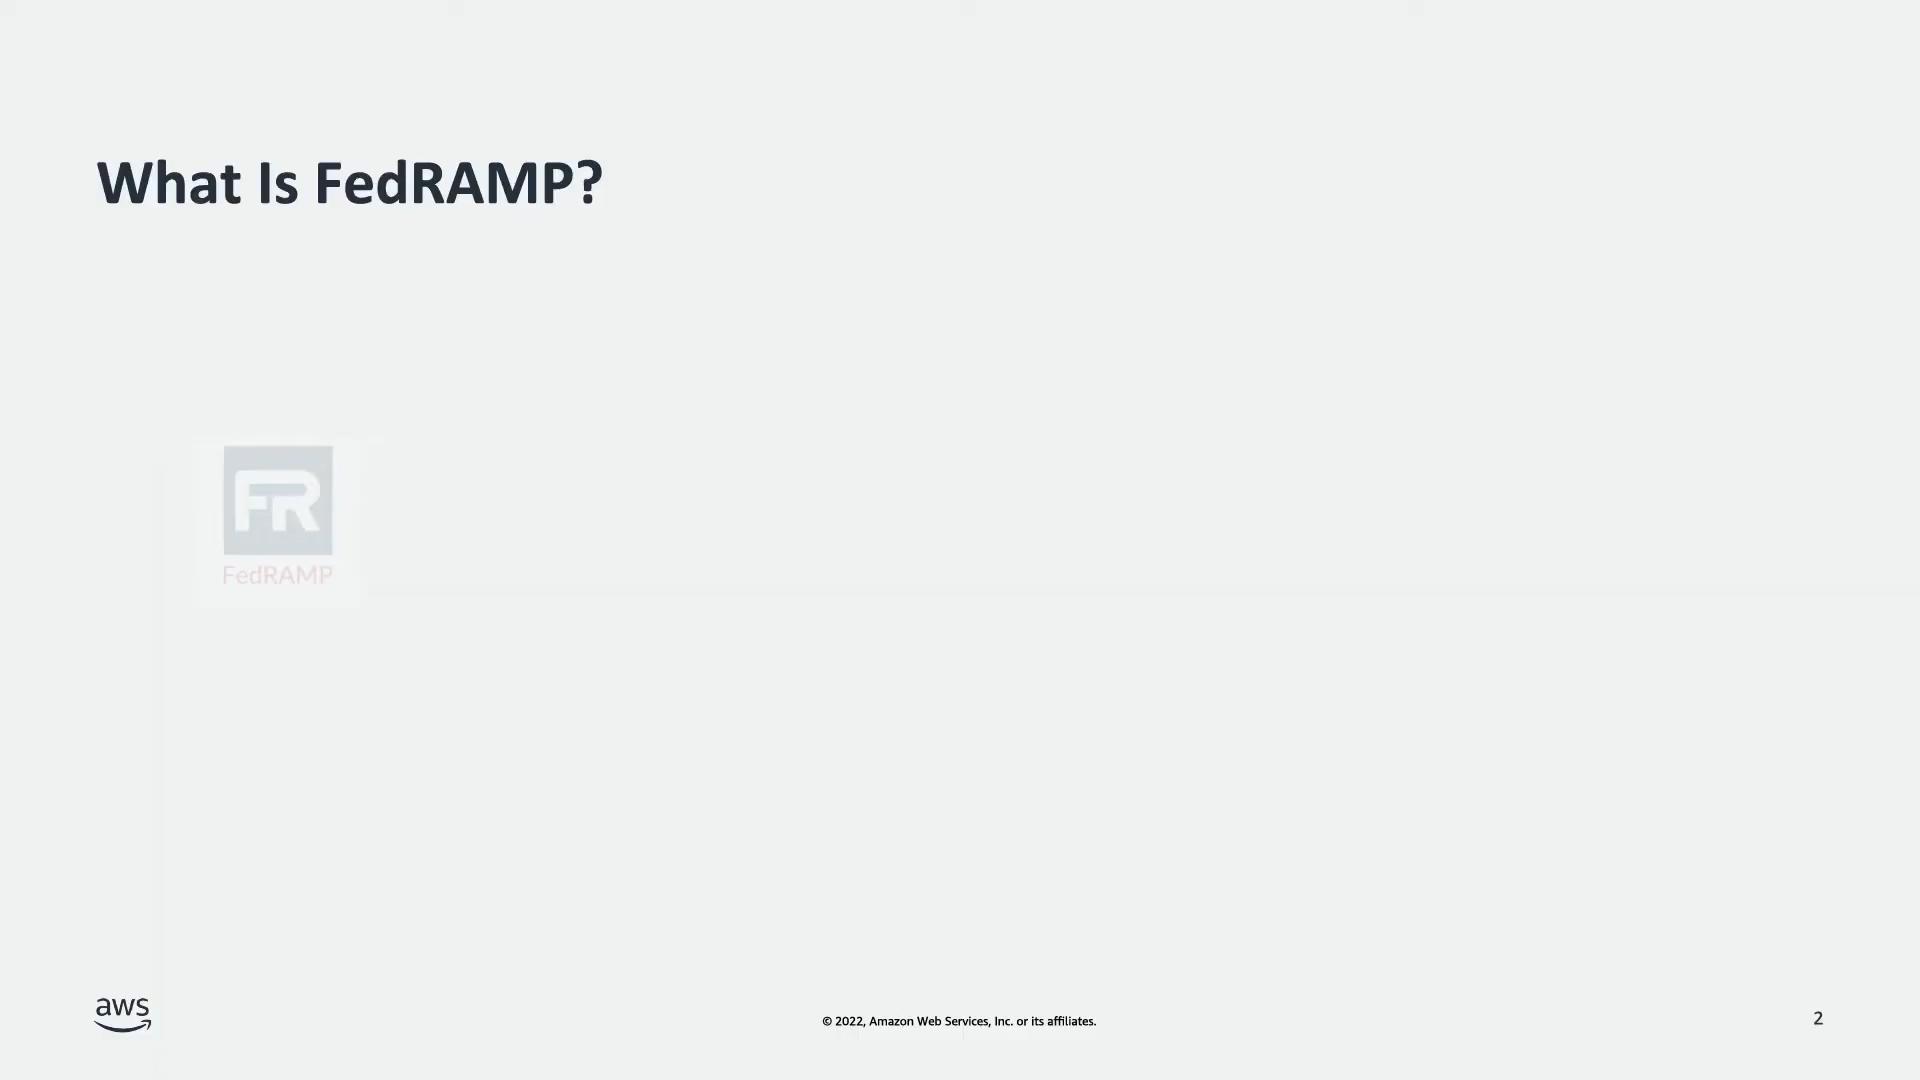 What Is FedRAMP?
FR
FedRAMP
aws
© 2022, Amazon Web Services, Inc. or its affiliates.
2